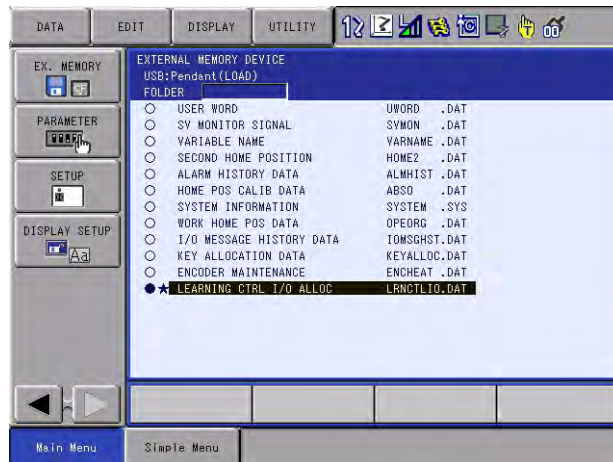 DATA EDIT DISPLAY UTILITY
EX. MEMORY
CF
PARAMETER
SETUP
DISPLAY SETUP
Aa
EXTERNAL MEMORY DEVICE
USB:Pendant(LOAD)
FOLDER
USER WORD UWORD .DAT
SV MONITOR SIGNAL SVMON .DAT
VARIABLE NAME VARNAME .DAT
SECOND HOME POSITION HOME2 .DAT
ALARM HISTORY DATA ALMHIST .DAT
HOME POS CALIB DATA ABSO .DAT
SYSTEM INFORMATION SYSTEM .SYS
WORK HOME POS DATA OPEORG .DAT
I/O MESSAGE HISTORY DATA IOMSGHST.DAT
KEY ALLOCATION DATA KEYALLOC.DAT
ENCODER MAINTENANCE ENCHEAT .DAT
★ LEARNING CTRL I/O ALLOC LRNCTLIO.DAT
Main Menu Simple Menu